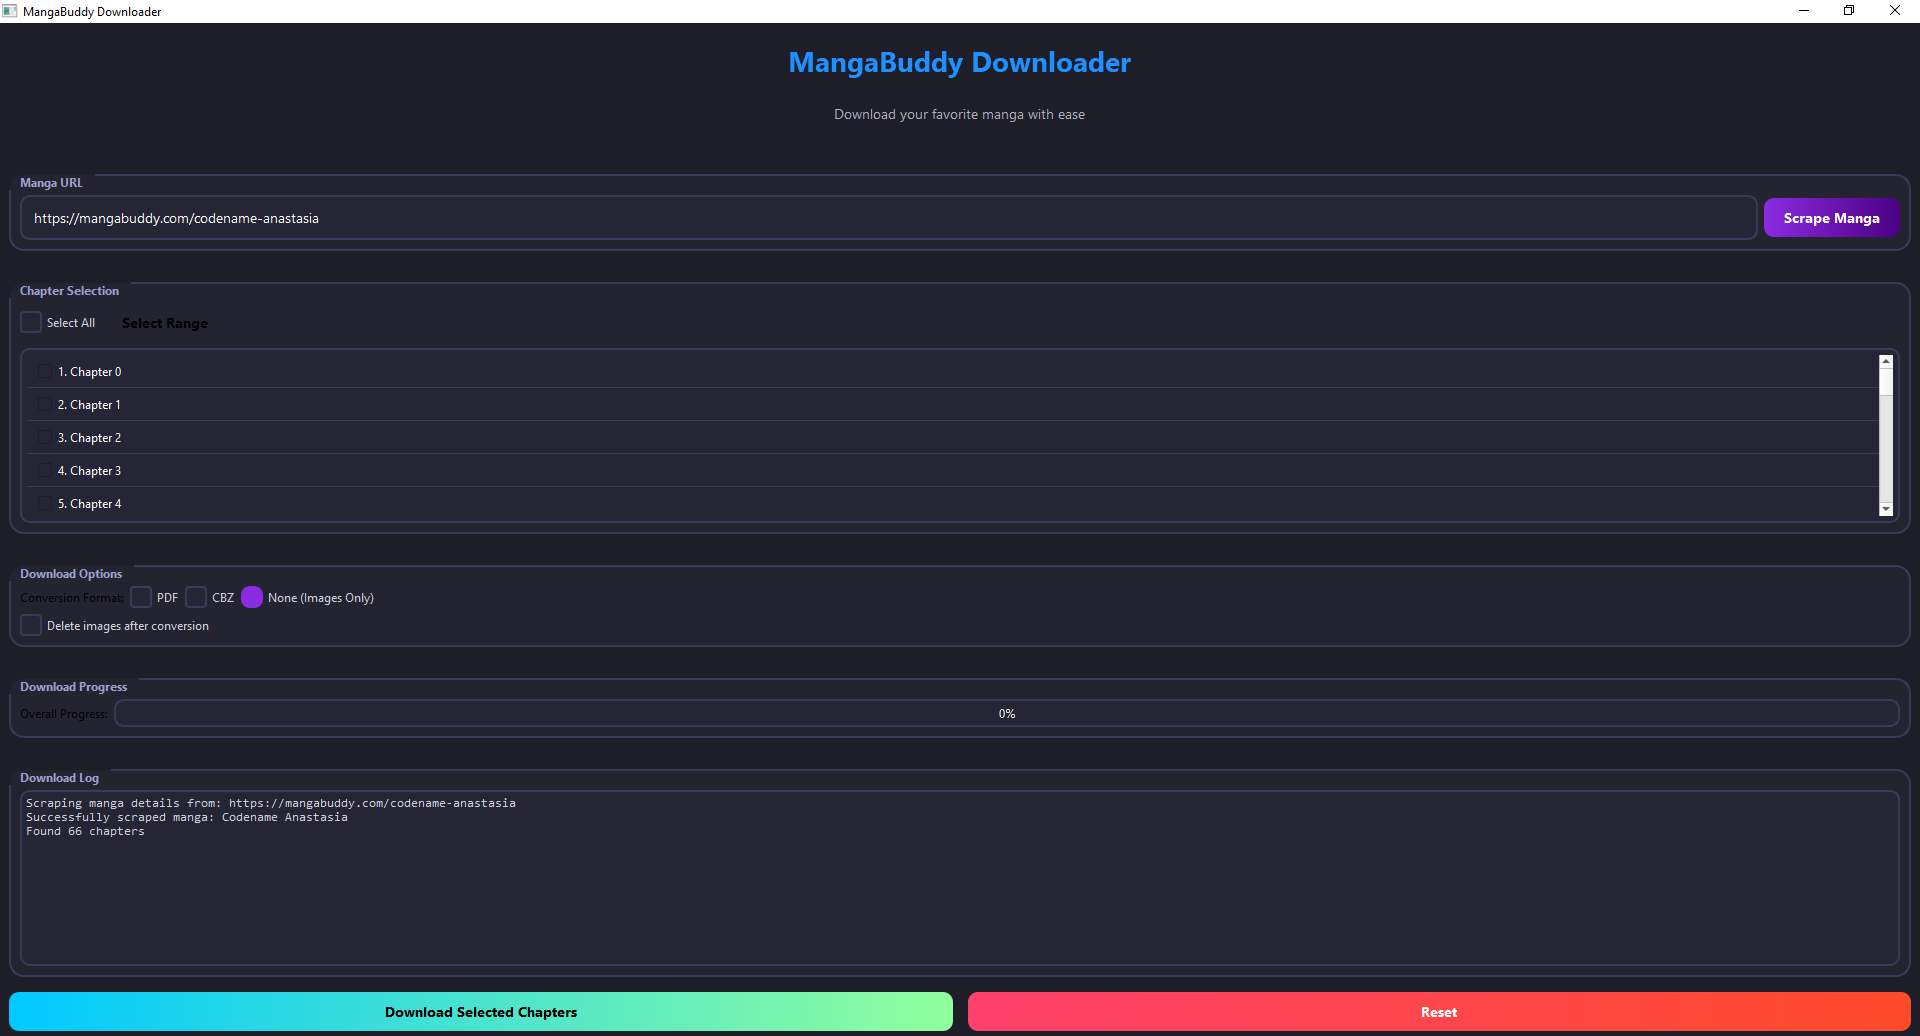 MangaBuddy Downloader
MangaBuddy Downloader
Download your favorite manga with ease
Manga URL
https://mangabuddy.com/codename-anastasia
Scrape Manga
Chapter Selection
Select All
Select Range
1. Chapter 0
2. Chapter 1
3. Chapter 2
4. Chapter 3
5. Chapter 4
Download Options
Conversion Format: PDF CBZ None (Images Only)
Delete images after conversion
Download Progress
Overall Progress: 0%
Download Log
Scraping manga details from: https://mangabuddy.com/codename-anastasia
Successfully scraped manga: Codename Anastasia
Found 66 chapters
Download Selected Chapters
Reset